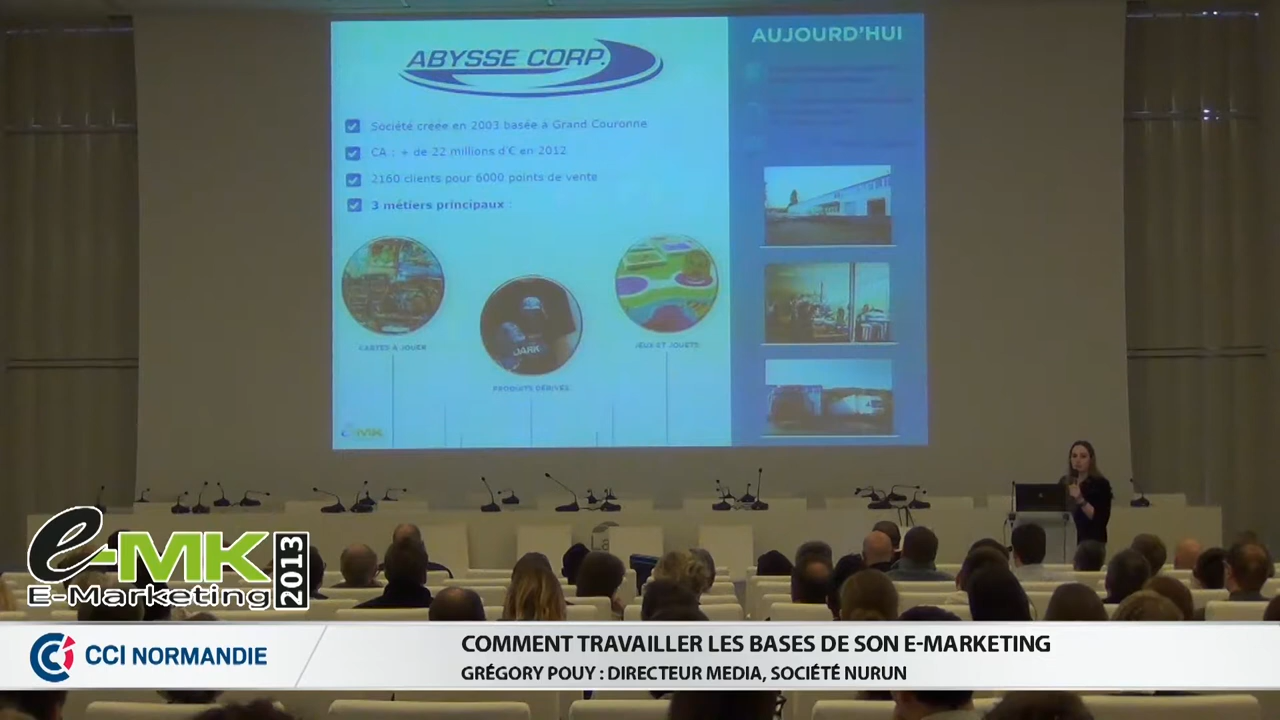 ABYSSE CORP.
AUJOURD'HUI
Société créée en 2003 basée à Grand Couronne
CA : + de 22 millions d'€ en 2012
2160 clients pour 6000 points de vente
3 métiers principaux :
CARTES À JOUER
PRODUITS DÉRIVÉS
JEUX ET JOUETS
DARK
e-MK
e-MK
E-Marketing
2013
CCI NORMANDIE
COMMENT TRAVAILLER LES BASES DE SON E-MARKETING
GRÉGORY POUY : DIRECTEUR MEDIA, SOCIÉTÉ NURUN